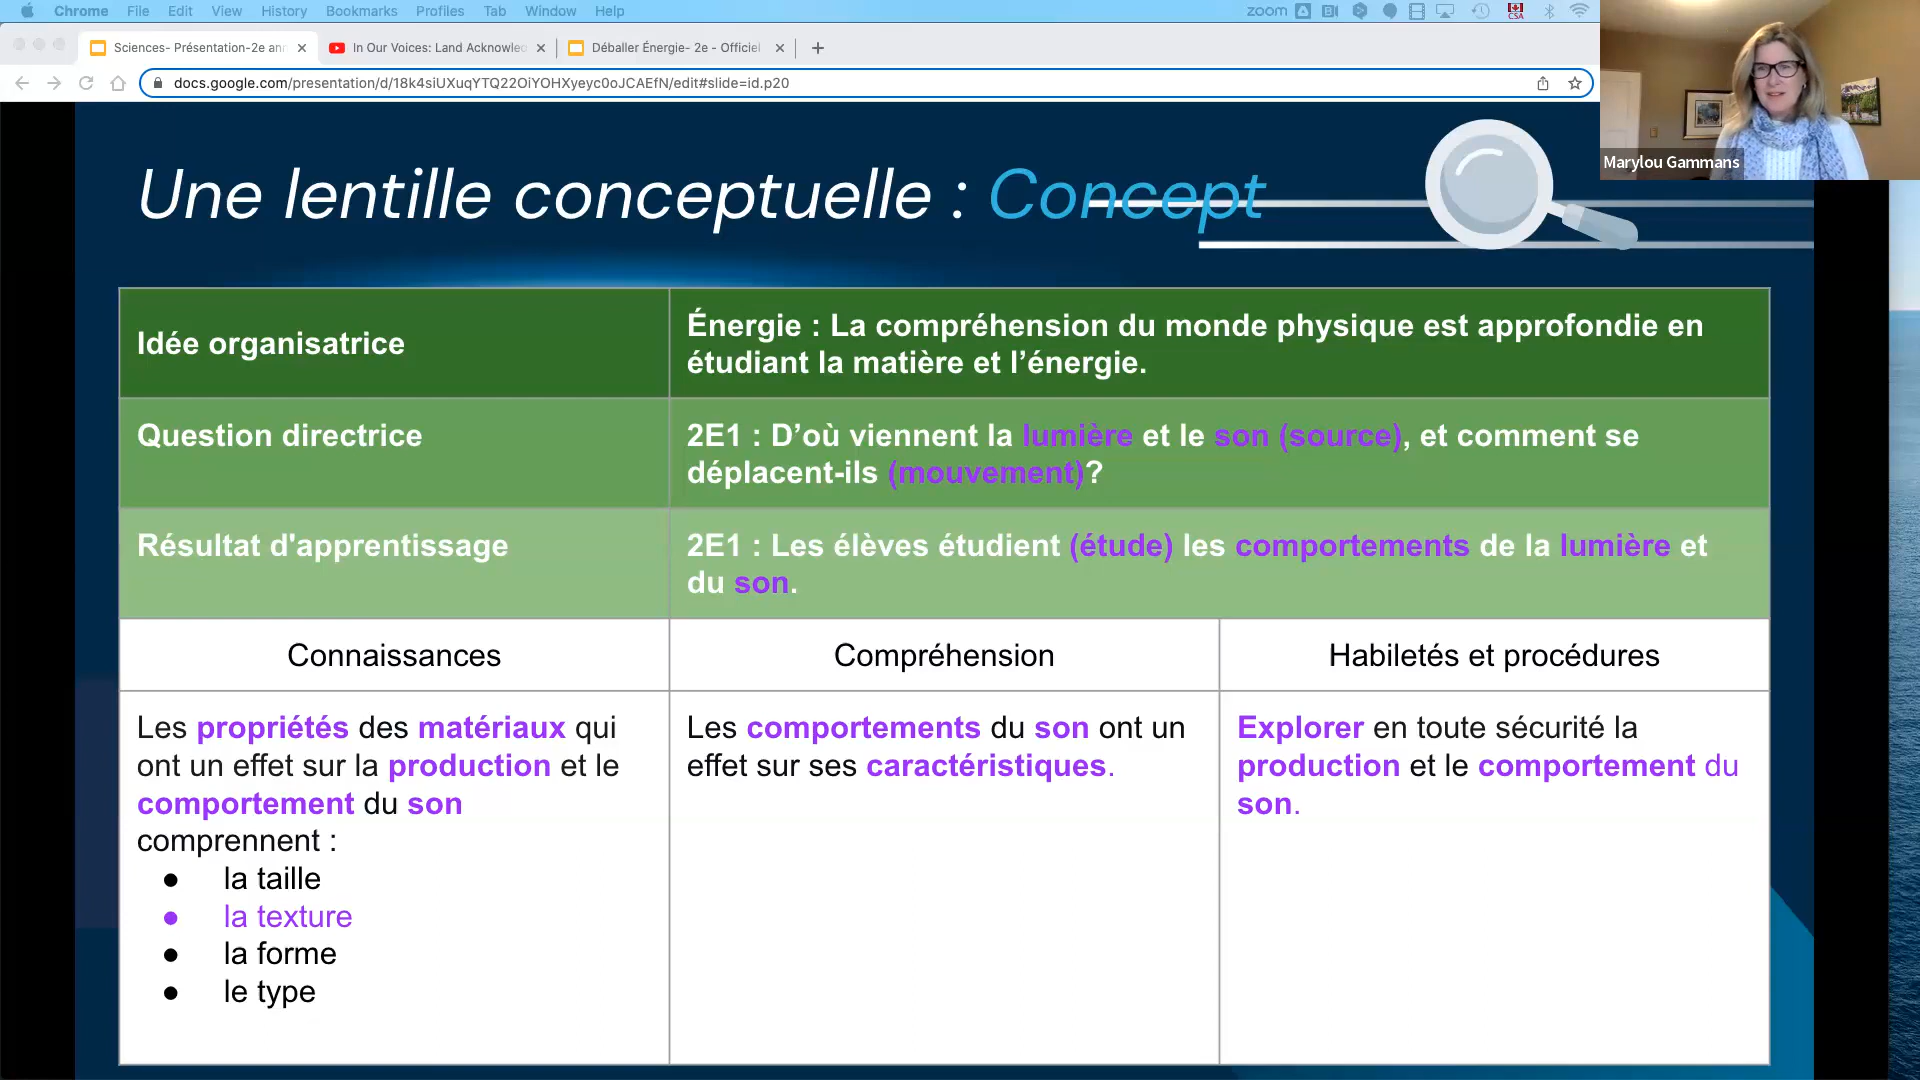 Chrome File Edit View History Bookmarks Profiles Tab Window Help zoom CSA
Sciences- Présentation-2e ann In Our Voices: Land Acknowled Déballer Énergie- 2e - Officiel
docs.google.com/presentation/d/18k4siUXuqYTQ22OiYOHXyeyc0oJCAEfN/edit#slide=id.p20
Marylou Gammans
Une lentille conceptuelle : Concept
Idée organisatrice
Énergie : La compréhension du monde physique est approfondie en
étudiant la matière et l’énergie.
Question directrice
2E1 : D’où viennent la lumière et le son (source), et comment se
déplacent-ils (mouvement)?
Résultat d'apprentissage
2E1 : Les élèves étudient (étude) les comportements de la lumière et
du son.
Connaissances
Compréhension
Habiletés et procédures
Les propriétés des matériaux qui
ont un effet sur la production et le
comportement du son
comprennent :
● la taille
● la texture
● la forme
● le type
Les comportements du son ont un
effet sur ses caractéristiques.
Explorer en toute sécurité la
production et le comportement du
son.